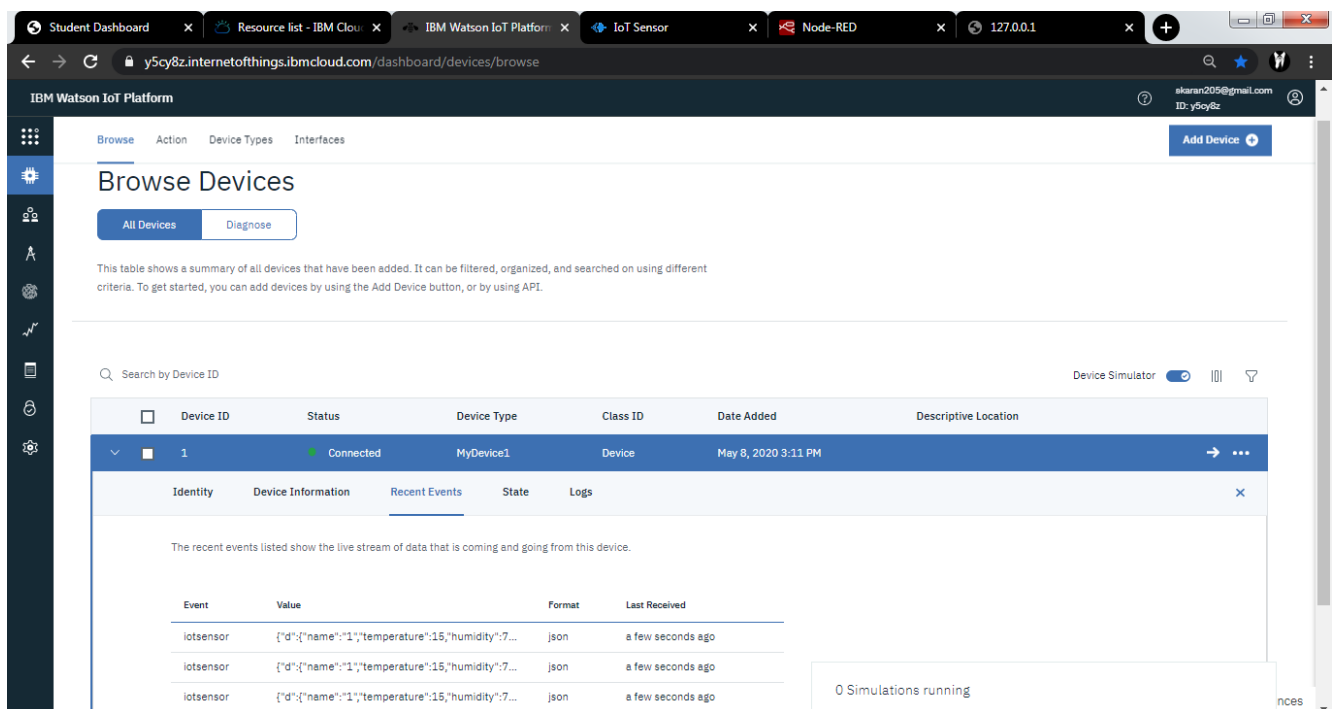 Student Dashboard Resource list - IBM Clou IBM Watson IoT Platforn IoT Sensor Node-RED 127.0.0.1
y5cy8z.internetofthings.ibmcloud.com/dashboard/devices/browse
IBM Watson IoT Platform
skaran205@gmail.com
ID: y5cy8z
Browse Action Device Types Interfaces Add Device
Browse Devices
All Devices Diagnose
This table shows a summary of all devices that have been added. It can be filtered, organized, and searched on using different
criteria. To get started, you can add devices by using the Add Device button, or by using API.
Search by Device ID Device Simulator
Device ID Status Device Type Class ID Date Added Descriptive Location
1 Connected MyDevice1 Device May 8, 2020 3:11 PM
Identity Device Information Recent Events State Logs
The recent events listed show the live stream of data that is coming and going from this device.
Event Value Format Last Received
iotsensor {"d":{"name":"1","temperature":15,"humidity":7... json a few seconds ago
iotsensor {"d":{"name":"1","temperature":15,"humidity":7... json a few seconds ago
iotsensor {"d":{"name":"1","temperature":15,"humidity":7... json a few seconds ago
0 Simulations running
nces